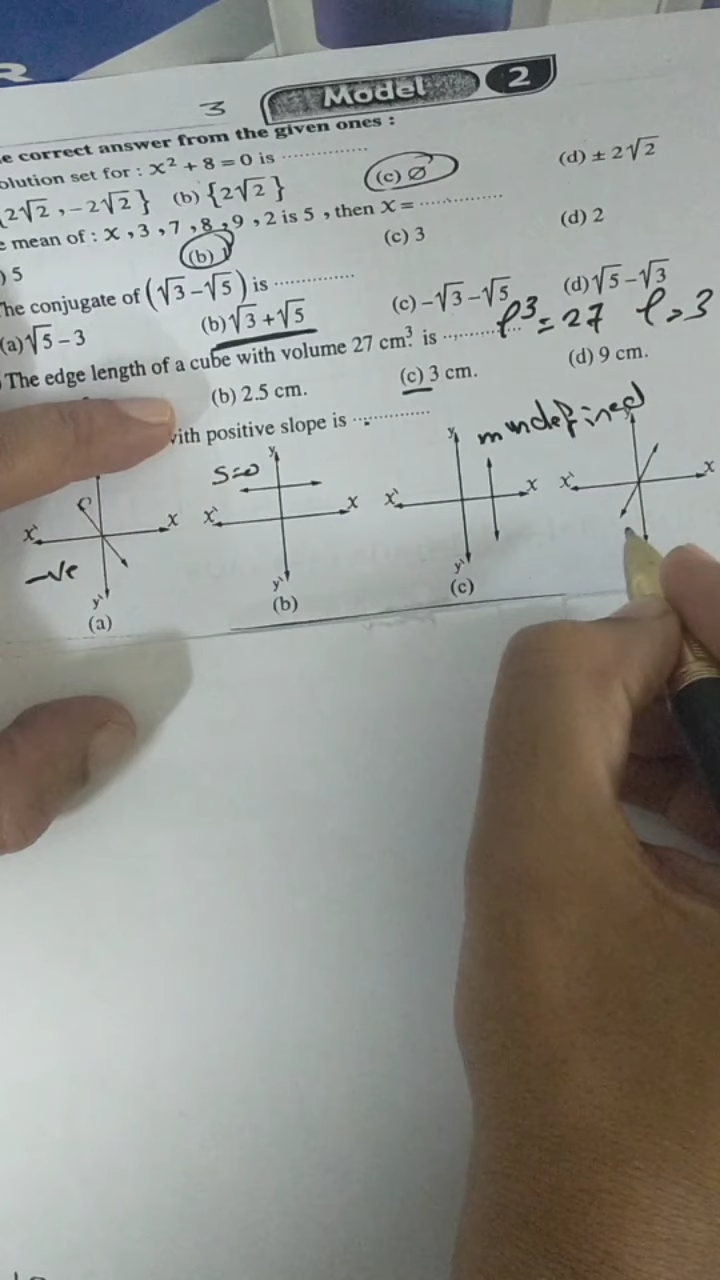 R
3 Model 2
e correct answer from the given ones :
olution set for : x² + 8 = 0 is ..............
{2√2 , −2√2} (b) {2√2} (c) ∅ (d) ± 2√2
e mean of : x , 3 , 7 , 8 , 9 , 2 is 5 , then x = ..............
) 5 (b) 1 (c) 3 (d) 2
The conjugate of (√3 − √5) is ..............
(a) √5 − 3 (b) √3 + √5 (c) −√3 − √5 (d) √5 − √3
The edge length of a cube with volume 27 cm³. is .............. ℓ³ = 27 ℓ = 3
(b) 2.5 cm. (c) 3 cm. (d) 9 cm.
with positive slope is ..............
y y m undefined
S=0
x` x x` x x` x x` x
−ve
y` y` y`
(a) (b) (c)